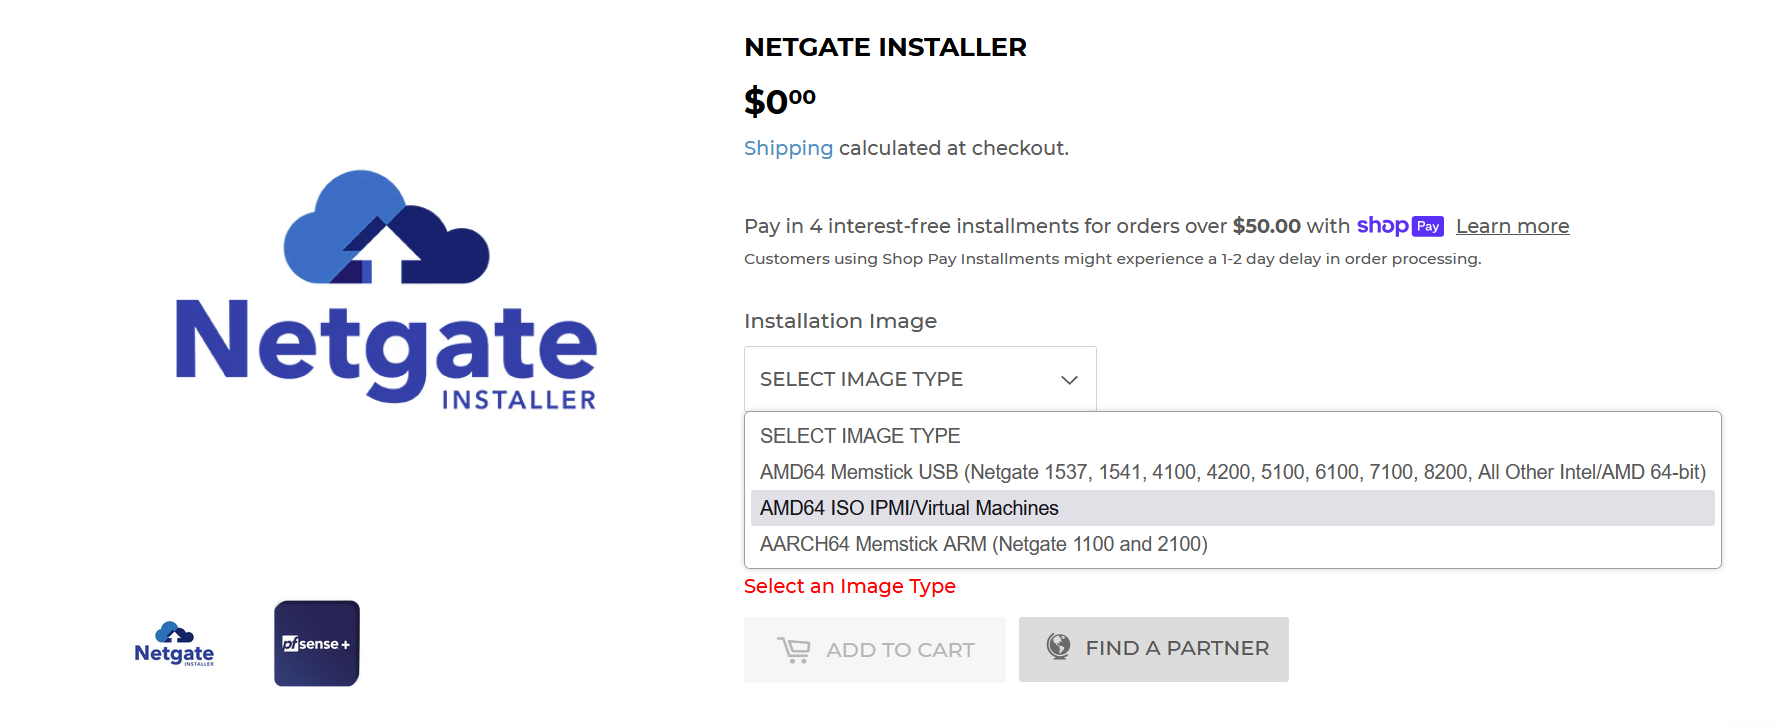 NETGATE INSTALLER
$0⁰⁰
Shipping calculated at checkout.
Pay in 4 interest-free installments for orders over $50.00 with shop Pay Learn more
Customers using Shop Pay Installments might experience a 1-2 day delay in order processing.
Installation Image
SELECT IMAGE TYPE
SELECT IMAGE TYPE
AMD64 Memstick USB (Netgate 1537, 1541, 4100, 4200, 5100, 6100, 7100, 8200, All Other Intel/AMD 64-bit)
AMD64 ISO IPMI/Virtual Machines
AARCH64 Memstick ARM (Netgate 1100 and 2100)
Select an Image Type
ADD TO CART
FIND A PARTNER
Netgate
INSTALLER
Netgate
INSTALLER
pfsense +